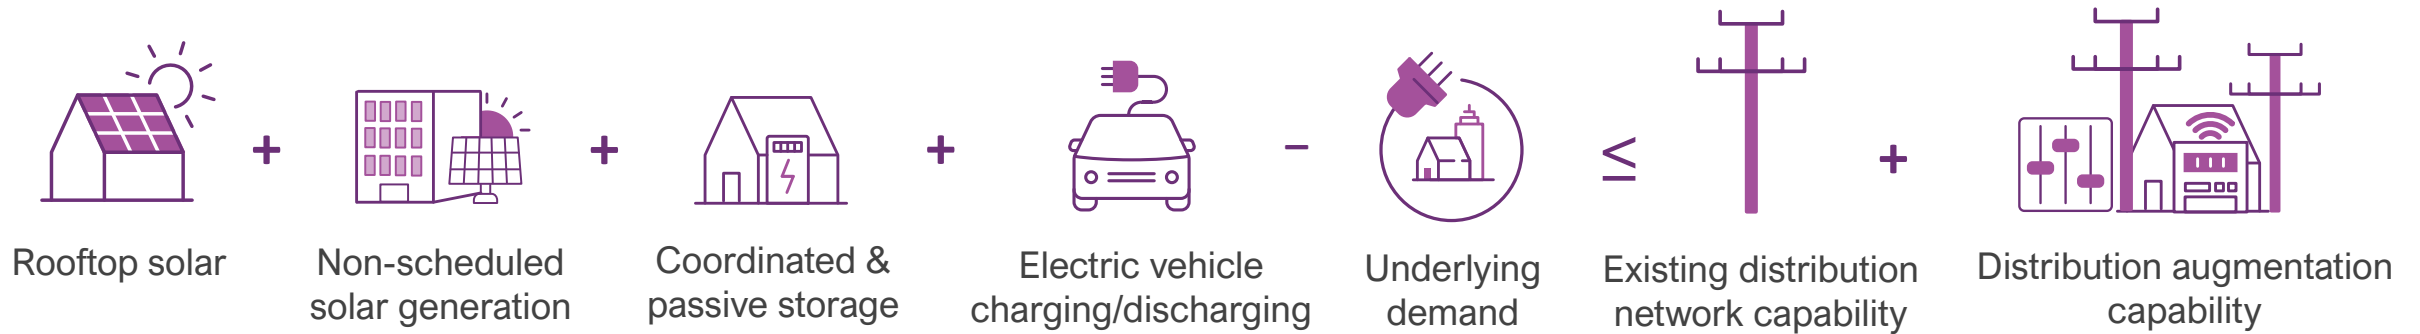 Rooftop solar
+
Non-scheduled
solar generation
+
Coordinated &
passive storage
+
Electric vehicle
charging/discharging
−
Underlying
demand
≤
Existing distribution
network capability
+
Distribution augmentation
capability